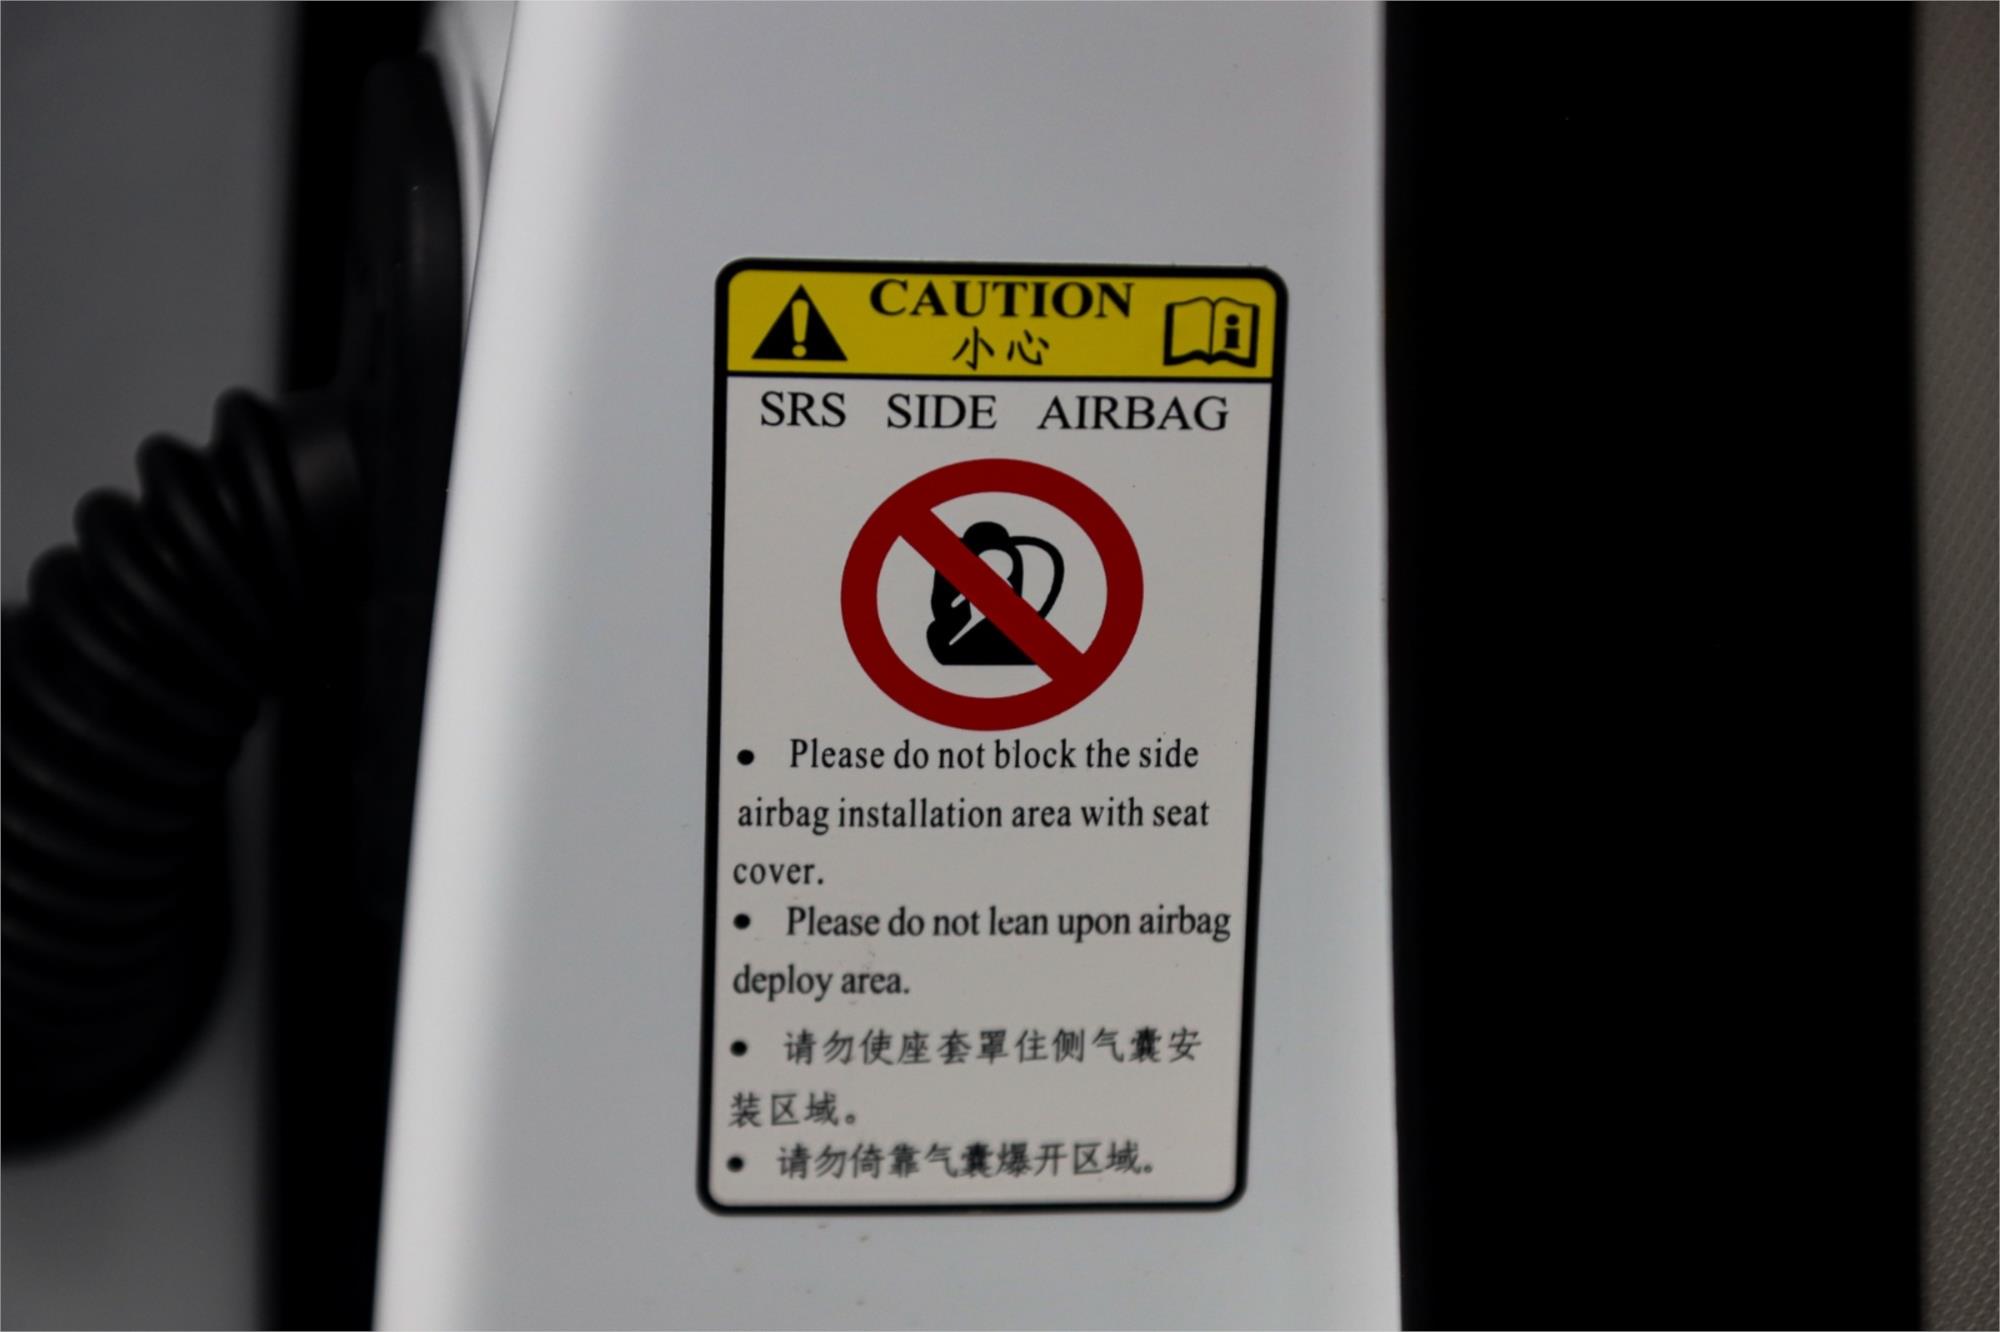 CAUTION
小心
SRS SIDE AIRBAG
● Please do not block the side
airbag installation area with seat
cover.
● Please do not lean upon airbag
deploy area.
● 请勿使座套罩住侧气囊安
装区域。
● 请勿倚靠气囊爆开区域。